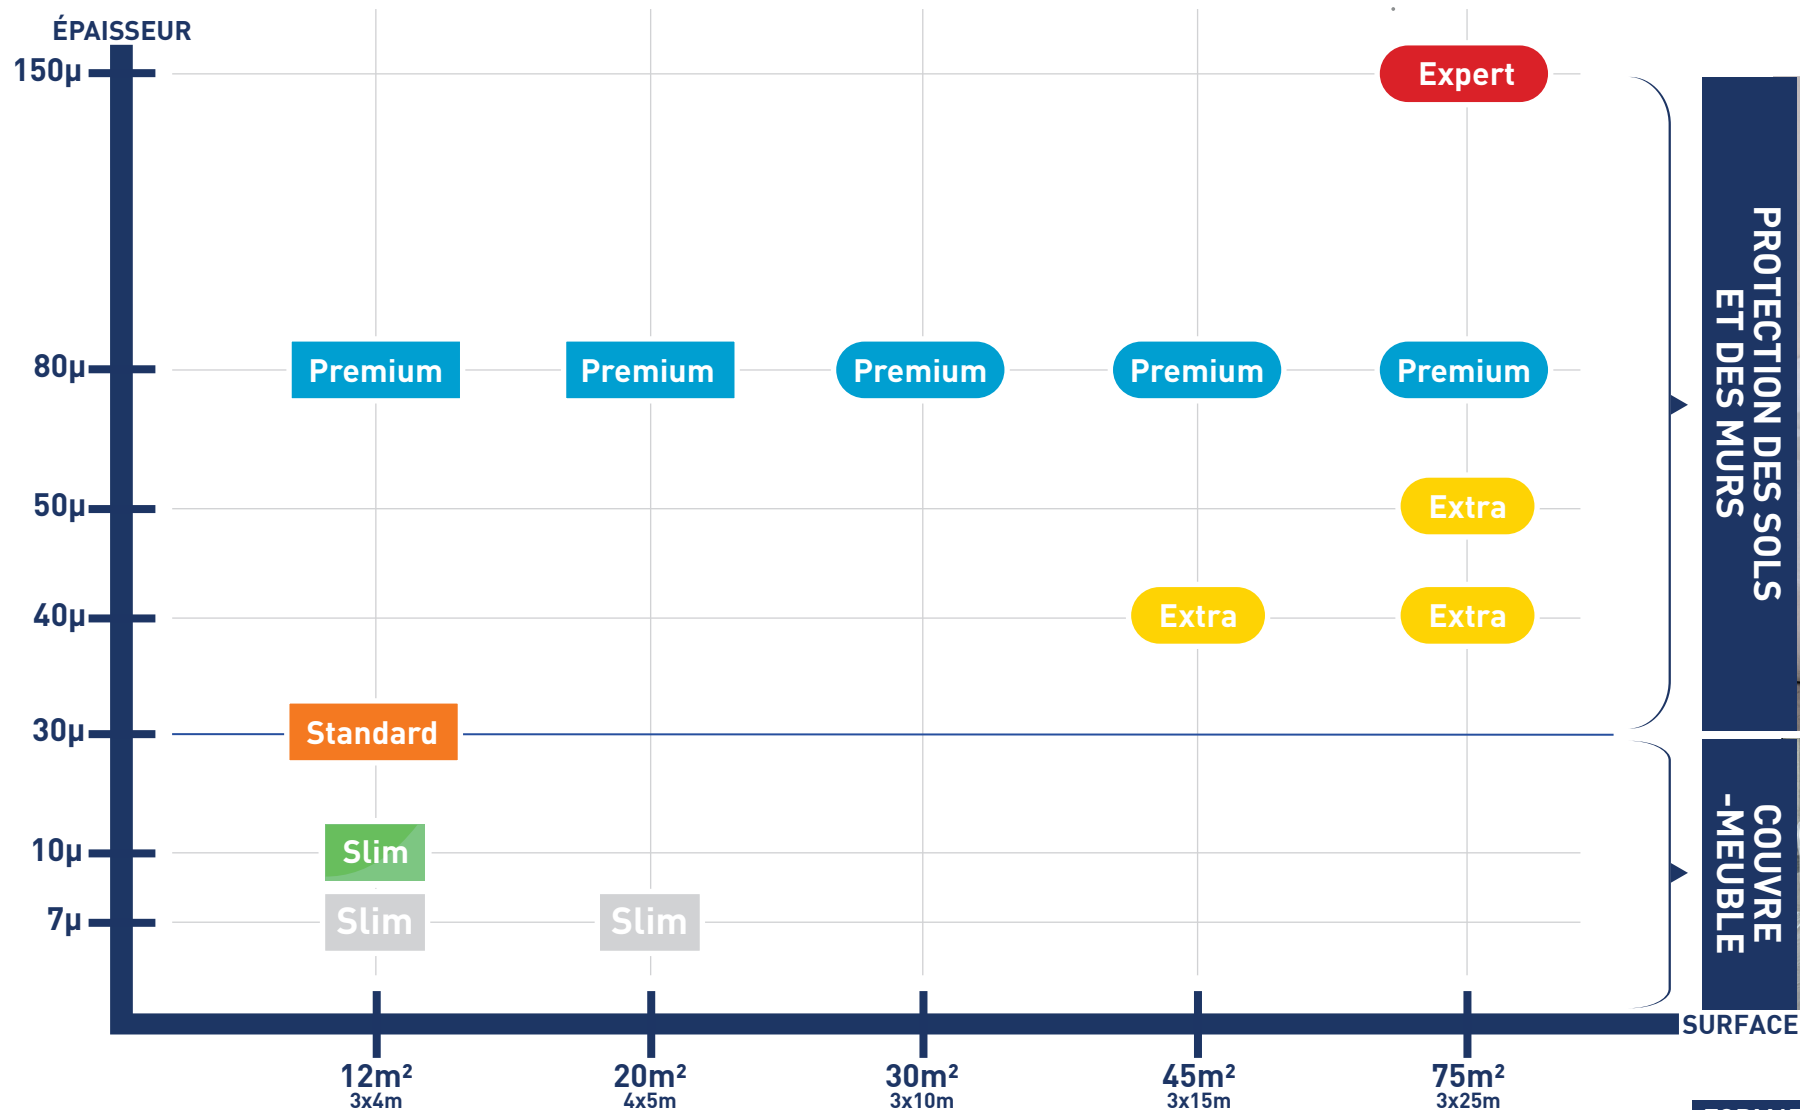 ÉPAISSEUR
150µ
Expert
80µ
Premium
Premium
Premium
Premium
Premium
50µ
Extra
40µ
Extra
Extra
30µ
Standard
10µ
Slim
7µ
Slim
Slim
PROTECTION DES SOLS
ET DES MURS
COUVRE
-MEUBLE
SURFACE
12m²
20m²
30m²
45m²
75m²
3x4m
4x5m
3x10m
3x15m
3x25m